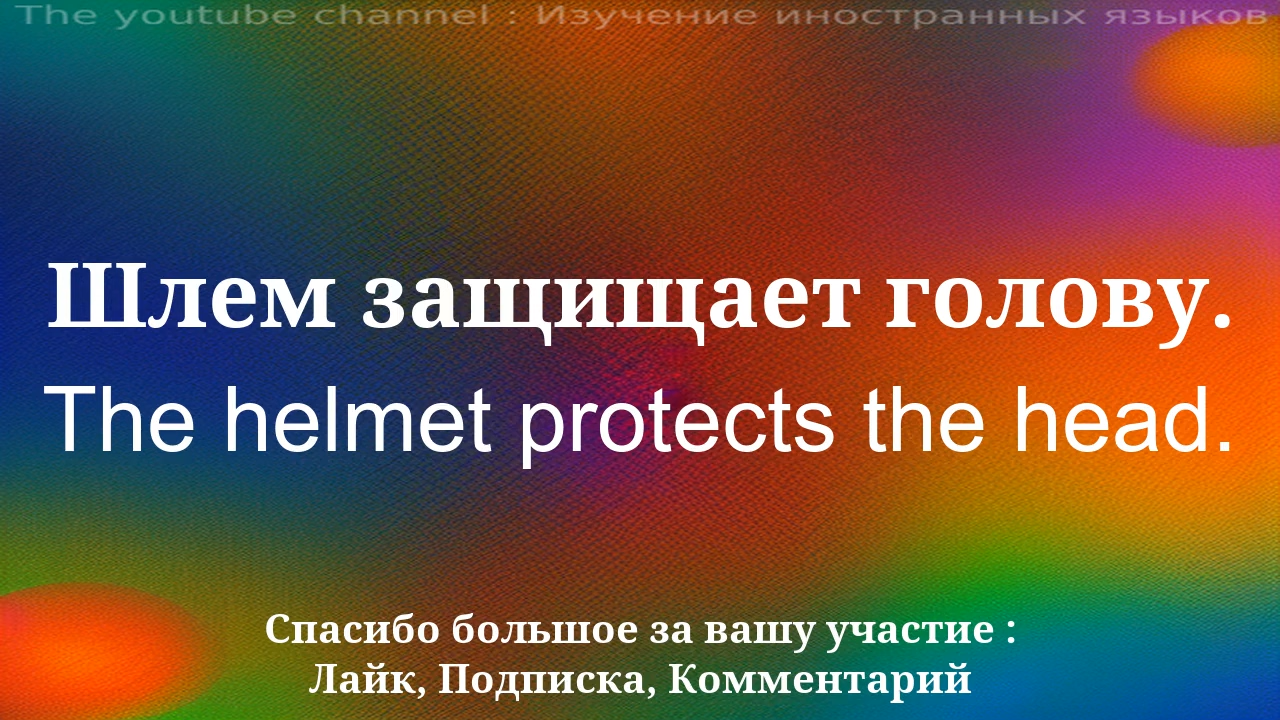 The youtube channel : Изучение иностранных языков
Шлем защищает голову.
The helmet protects the head.
Спасибо большое за вашу участие :
Лайк, Подписка, Комментарий